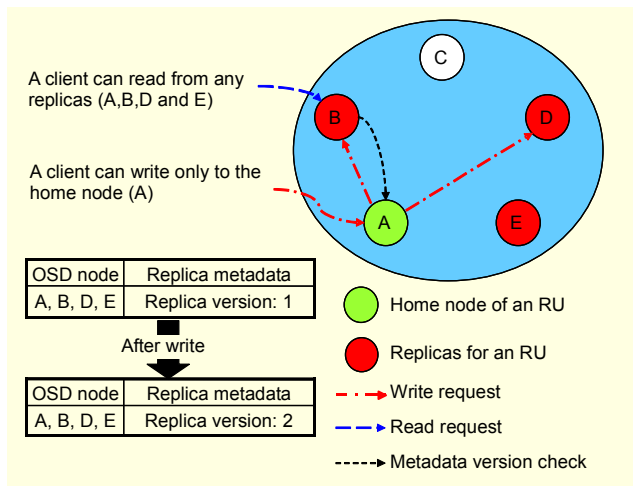 A client can read from any
replicas (A,B,D and E)
A client can write only to the
home node (A)
C
B
D
A
E
OSD node Replica metadata
A, B, D, E Replica version: 1
After write
OSD node Replica metadata
A, B, D, E Replica version: 2
Home node of an RU
Replicas for an RU
Write request
Read request
Metadata version check